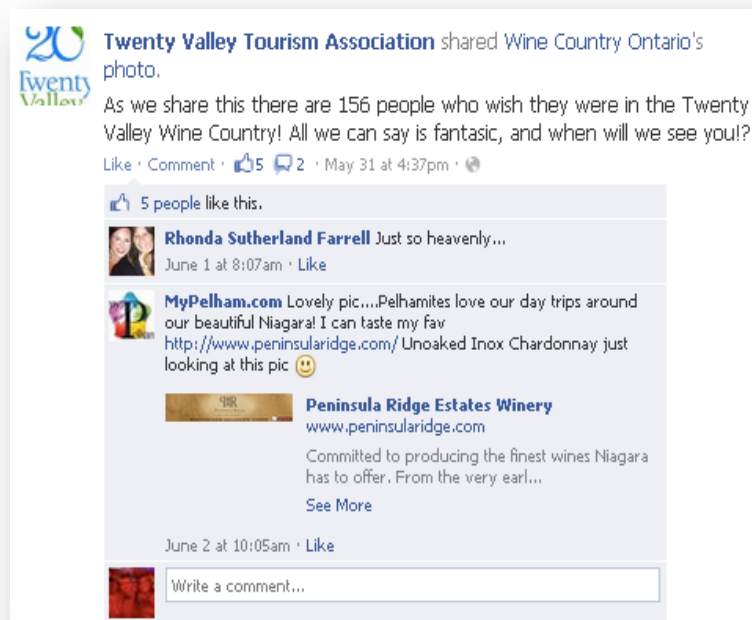 20
Twenty
Valley
Twenty Valley Tourism Association shared Wine Country Ontario's
photo.
As we share this there are 156 people who wish they were in the Twenty
Valley Wine Country! All we can say is fantasic, and when will we see you!?
Like · Comment · 5 2 · May 31 at 4:37pm ·
5 people like this.
Rhonda Sutherland Farrell Just so heavenly...
June 1 at 8:07am · Like
MyPelham.com Lovely pic....Pelhamites love our day trips around
our beautiful Niagara! I can taste my fav
http://www.peninsularidge.com/ Unoaked Inox Chardonnay just
looking at this pic
Peninsula Ridge Estates Winery
www.peninsularidge.com
Committed to producing the finest wines Niagara
has to offer. From the very earl...
See More
June 2 at 10:05am · Like
Write a comment...